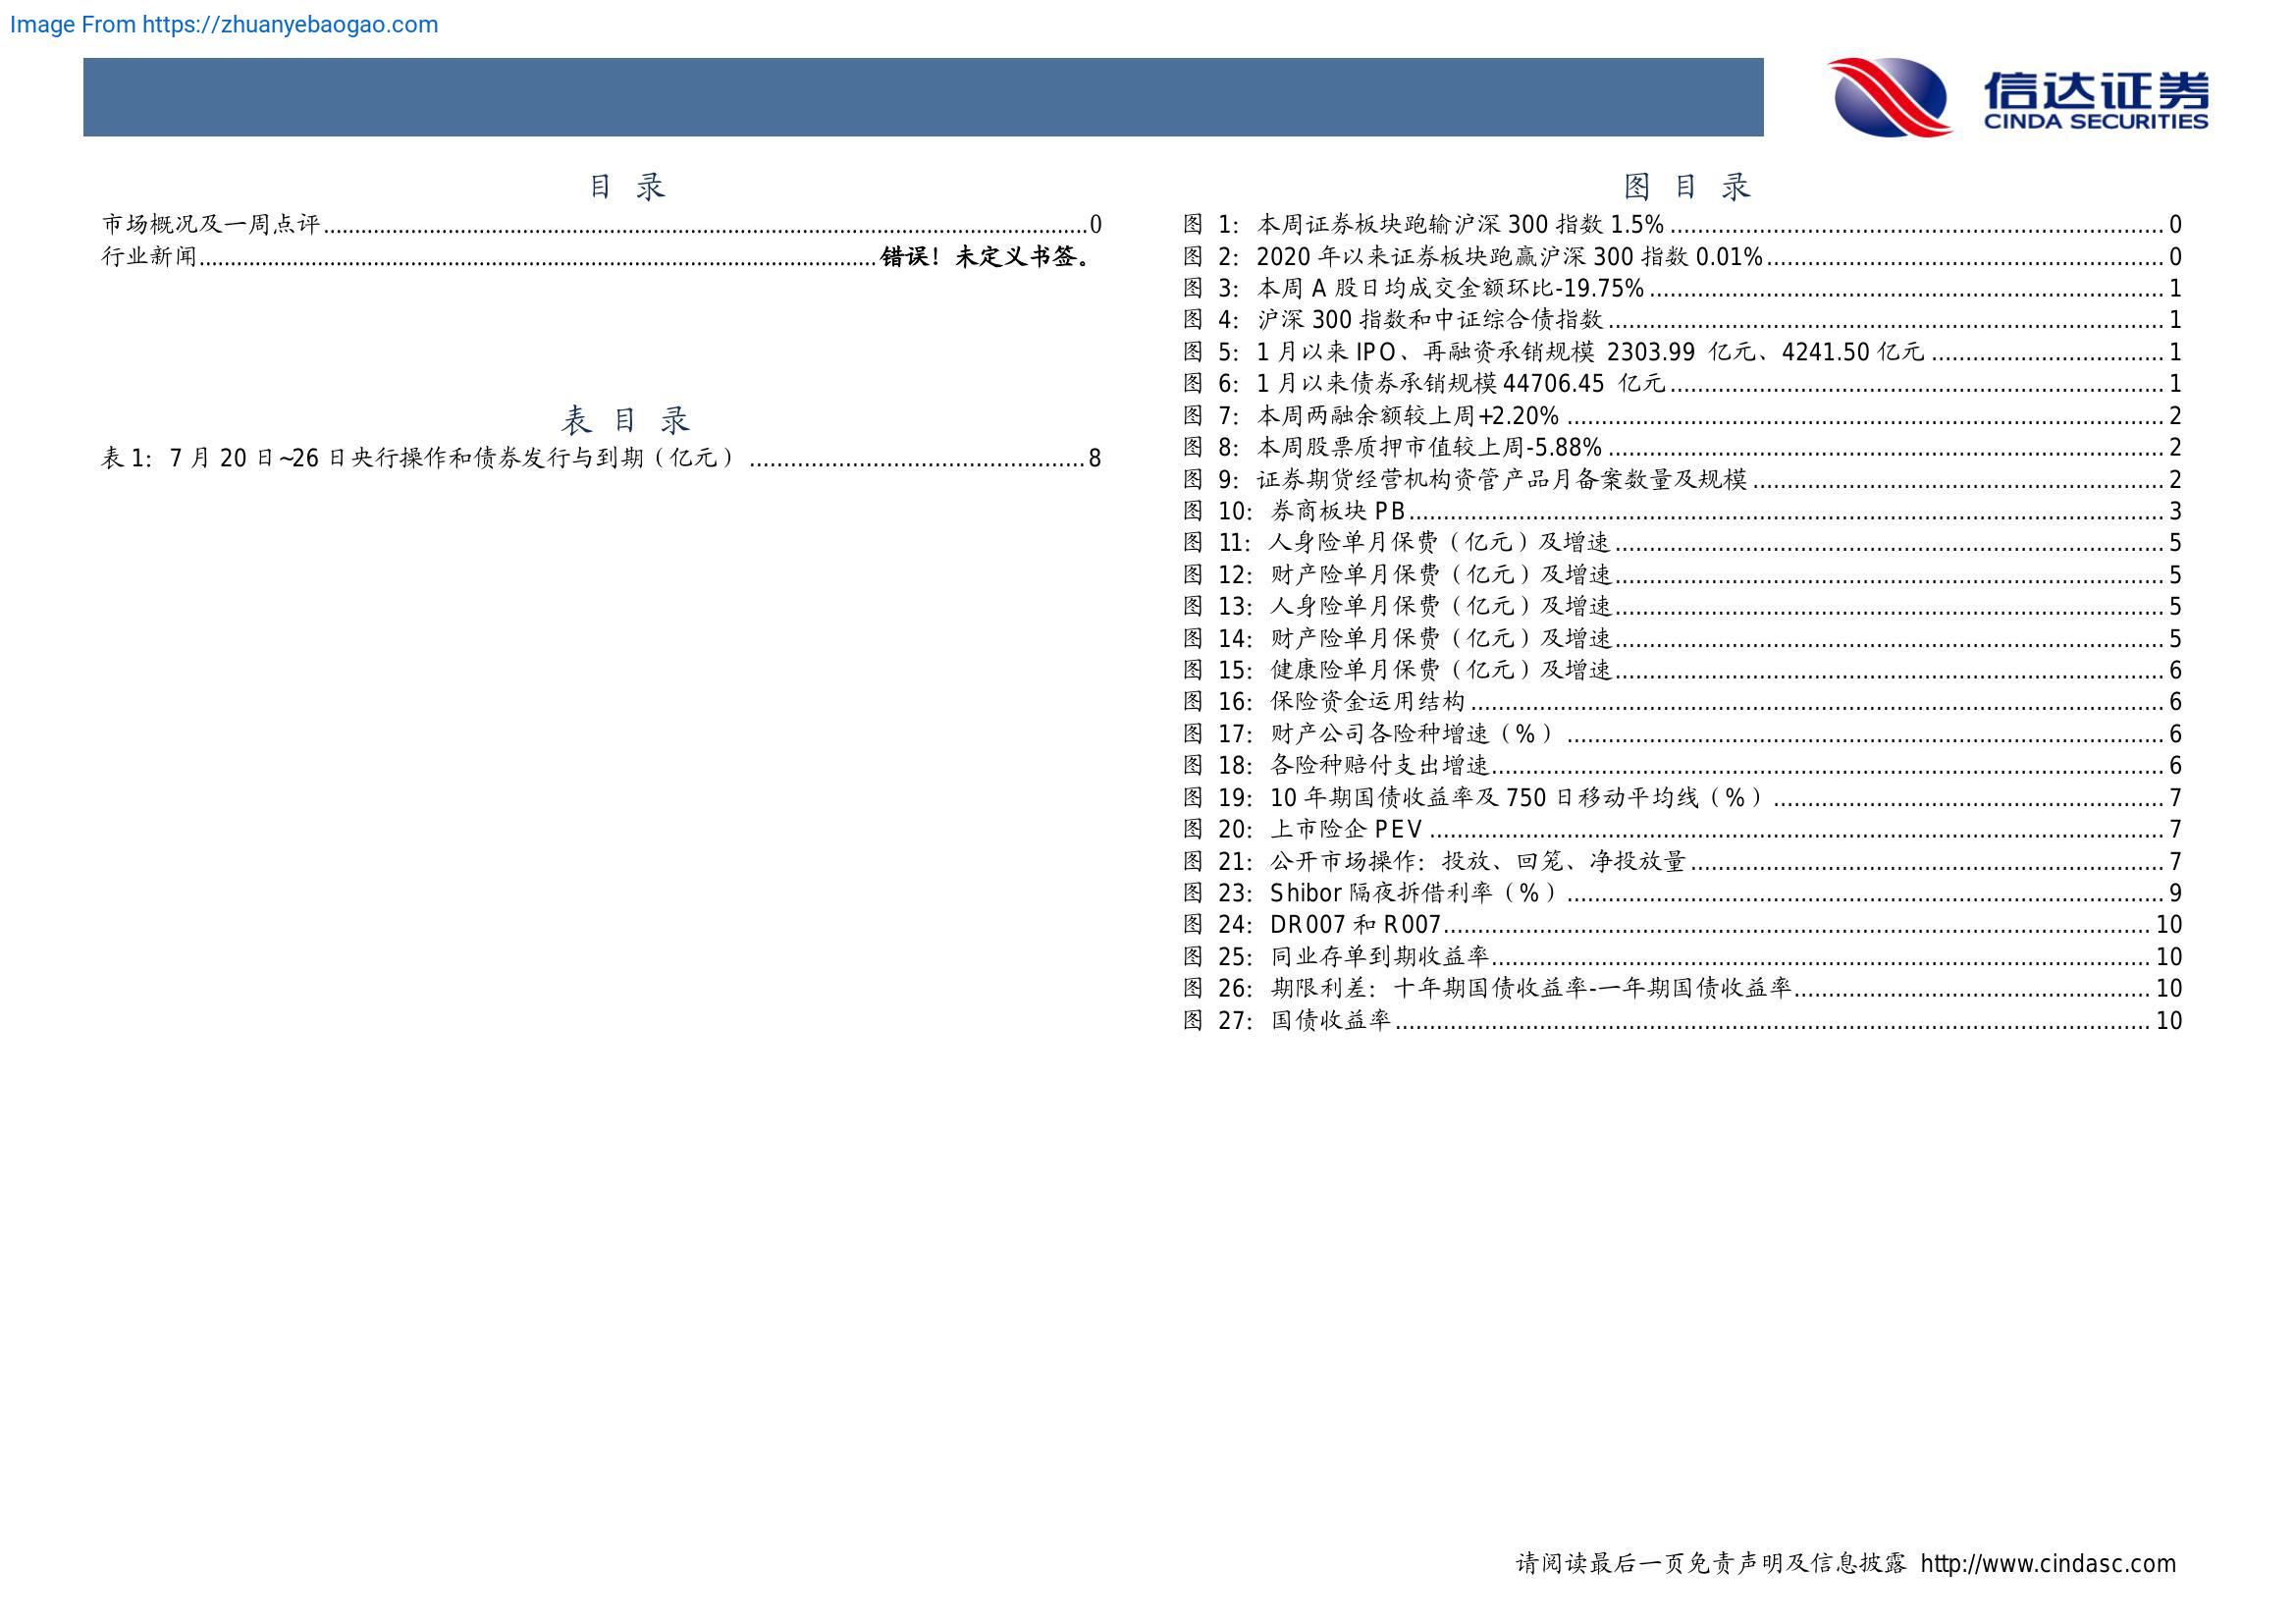 Image From https://zhuanyebaogao.com
信达证券
CINDA SECURITIES
目 录
市场概况及一周点评........................0
行业新闻........................错误！未定义书签。
表 目 录
表 1：7 月 20 日~26 日央行操作和债券发行与到期（亿元）........................8
图 目 录
图 1：本周证券板块跑输沪深 300 指数 1.5%........................0
图 2：2020 年以来证券板块跑赢沪深 300 指数 0.01%........................0
图 3：本周 A 股日均成交金额环比-19.75%........................1
图 4：沪深 300 指数和中证综合债指数........................1
图 5：1 月以来 IPO、再融资承销规模 2303.99 亿元、4241.50 亿元........................1
图 6：1 月以来债券承销规模 44706.45 亿元........................1
图 7：本周两融余额较上周+2.20%........................2
图 8：本周股票质押市值较上周-5.88%........................2
图 9：证券期货经营机构资管产品月备案数量及规模........................2
图 10：券商板块 PB........................3
图 11：人身险单月保费（亿元）及增速........................5
图 12：财产险单月保费（亿元）及增速........................5
图 13：人身险单月保费（亿元）及增速........................5
图 14：财产险单月保费（亿元）及增速........................5
图 15：健康险单月保费（亿元）及增速........................6
图 16：保险资金运用结构........................6
图 17：财产公司各险种增速（%）........................6
图 18：各险种赔付支出增速........................6
图 19：10 年期国债收益率及 750 日移动平均线（%）........................7
图 20：上市险企 PEV........................7
图 21：公开市场操作：投放、回笼、净投放量........................7
图 23：Shibor 隔夜拆借利率（%）........................9
图 24：DR007 和 R007........................10
图 25：同业存单到期收益率........................10
图 26：期限利差：十年期国债收益率-一年期国债收益率........................10
图 27：国债收益率........................10
请阅读最后一页免责声明及信息披露 http://www.cindasc.com